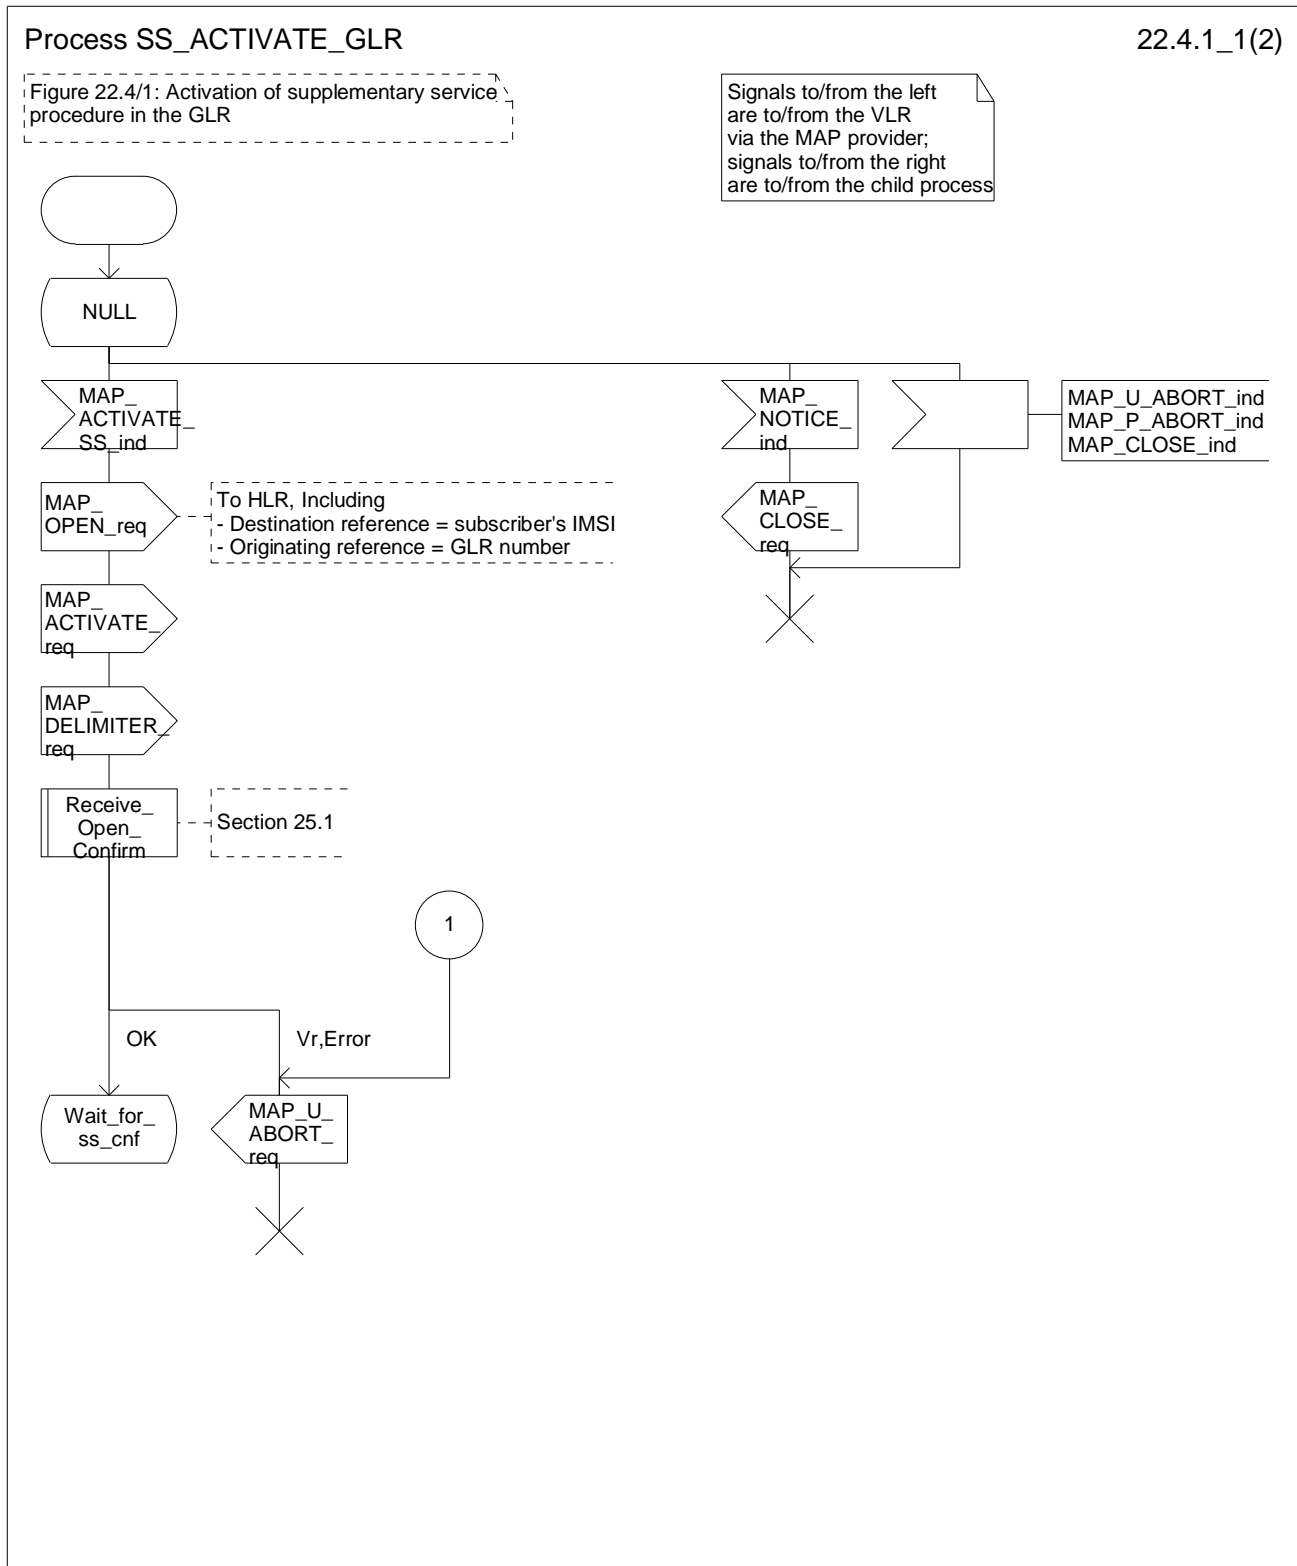 Process SS_ACTIVATE_GLR
22.4.1_1(2)
Figure 22.4/1: Activation of supplementary service
procedure in the GLR
Signals to/from the left
are to/from the VLR
via the MAP provider;
signals to/from the right
are to/from the child process
NULL
MAP_
ACTIVATE_
SS_ind
MAP_
NOTICE_
ind
MAP_U_ABORT_ind
MAP_P_ABORT_ind
MAP_CLOSE_ind
MAP_
OPEN_req
To HLR, Including
- Destination reference = subscriber's IMSI
- Originating reference = GLR number
MAP_
CLOSE_
req
MAP_
ACTIVATE_
req
MAP_
DELIMITER_
req
Receive_
Open_
Confirm
Section 25.1
1
OK
Vr,Error
Wait_for_
ss_cnf
MAP_U_
ABORT_
req